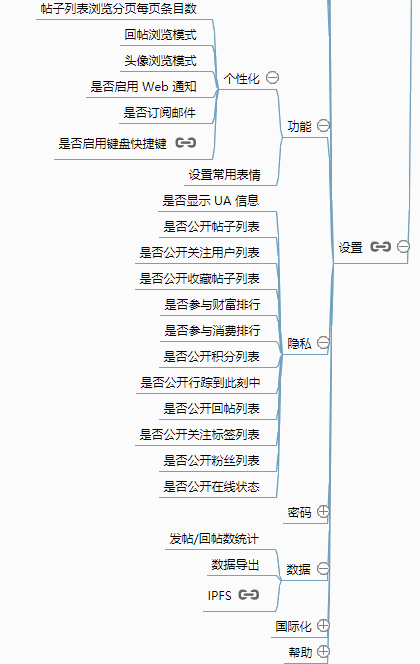 帖子列表浏览分页每页条目数
回帖浏览模式
头像浏览模式
个性化
是否启用 Web 通知
是否订阅邮件
功能
是否启用键盘快捷键
设置常用表情
是否显示 UA 信息
是否公开帖子列表
设置
是否公开关注用户列表
是否公开收藏帖子列表
是否参与财富排行
是否参与消费排行
隐私
是否公开积分列表
是否公开行踪到此刻中
是否公开回帖列表
是否公开关注标签列表
是否公开粉丝列表
是否公开在线状态
密码
发帖/回帖数统计
数据导出
数据
IPFS
国际化
帮助